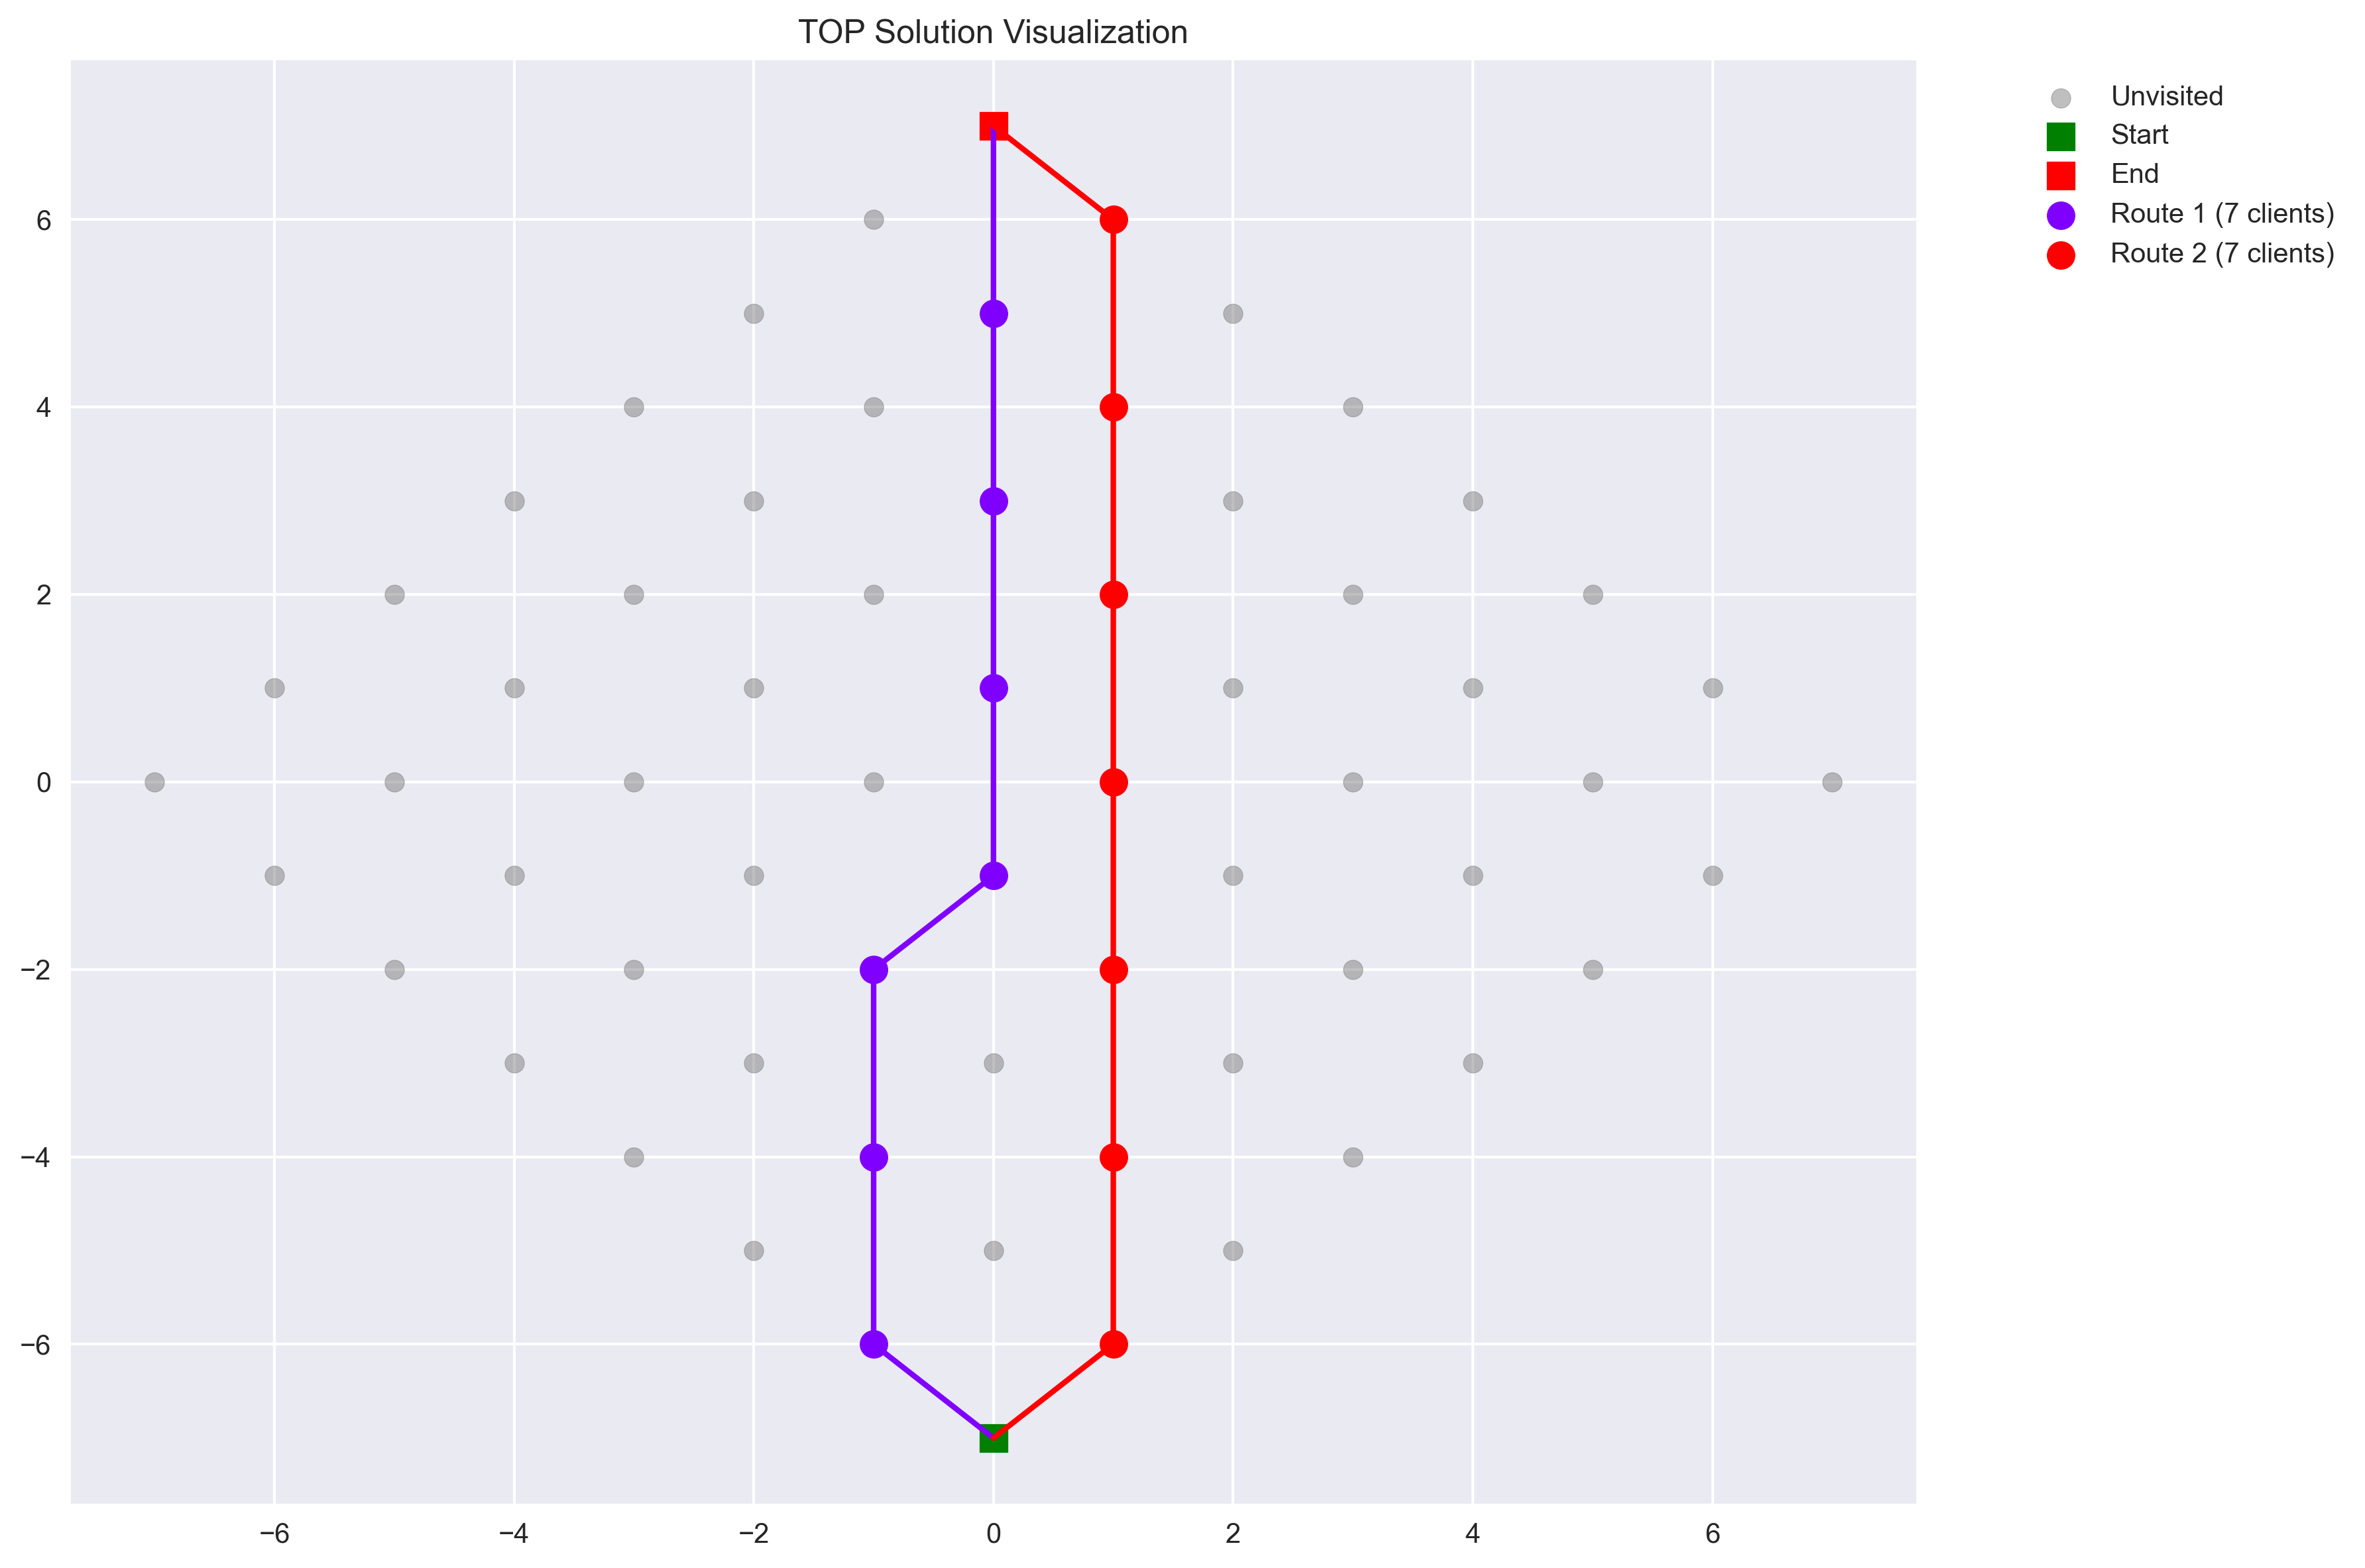 TOP Solution Visualization
Unvisited
Start
End
Route 1 (7 clients)
Route 2 (7 clients)
6
4
2
0
−2
−4
−6
−6 −4 −2 0 2 4 6